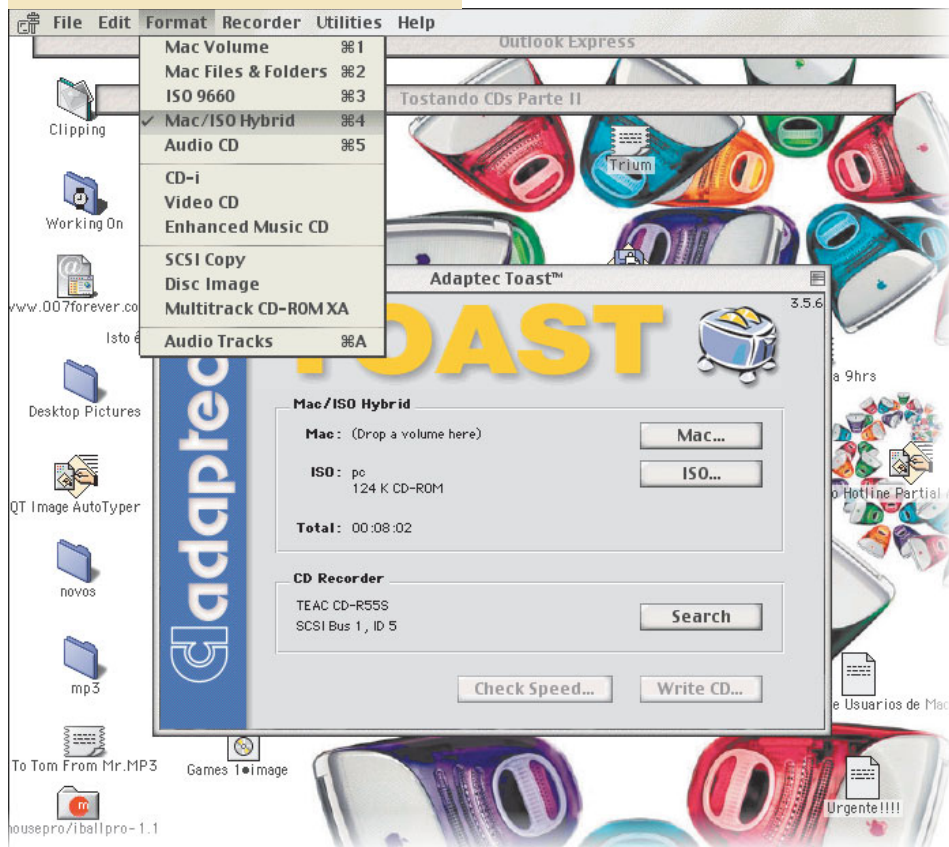 File Edit Format Recorder Utilities Help
Mac Volume ⌘1
Mac Files & Folders ⌘2
ISO 9660 ⌘3
✓ Mac/ISO Hybrid ⌘4
Audio CD ⌘5
CD-i
Video CD
Enhanced Music CD
SCSI Copy
Disc Image
Multitrack CD-ROM XA
Audio Tracks ⌘A
Outlook Express
Tostando CDs Parte II
Clipping
Trium
Working On
www.007forever.co
Isto é
Desktop Pictures
QT Image AutoTyper
novos
mp3
To Tom From Mr.MP3
Games 1•image
mousepro/iballpro-1.1
Adaptec Toast™
3.5.6
TOAST
adaptec
Mac/ISO Hybrid
Mac: (Drop a volume here)
Mac...
ISO: pc
124 K CD-ROM
ISO...
Total: 00:08:02
CD Recorder
TEAC CD-R55S
SCSI Bus 1, ID 5
Search
Check Speed...
Write CD...
a 9hrs
o Hotline Partial
e Usuarios de Mac
Urgente!!!!